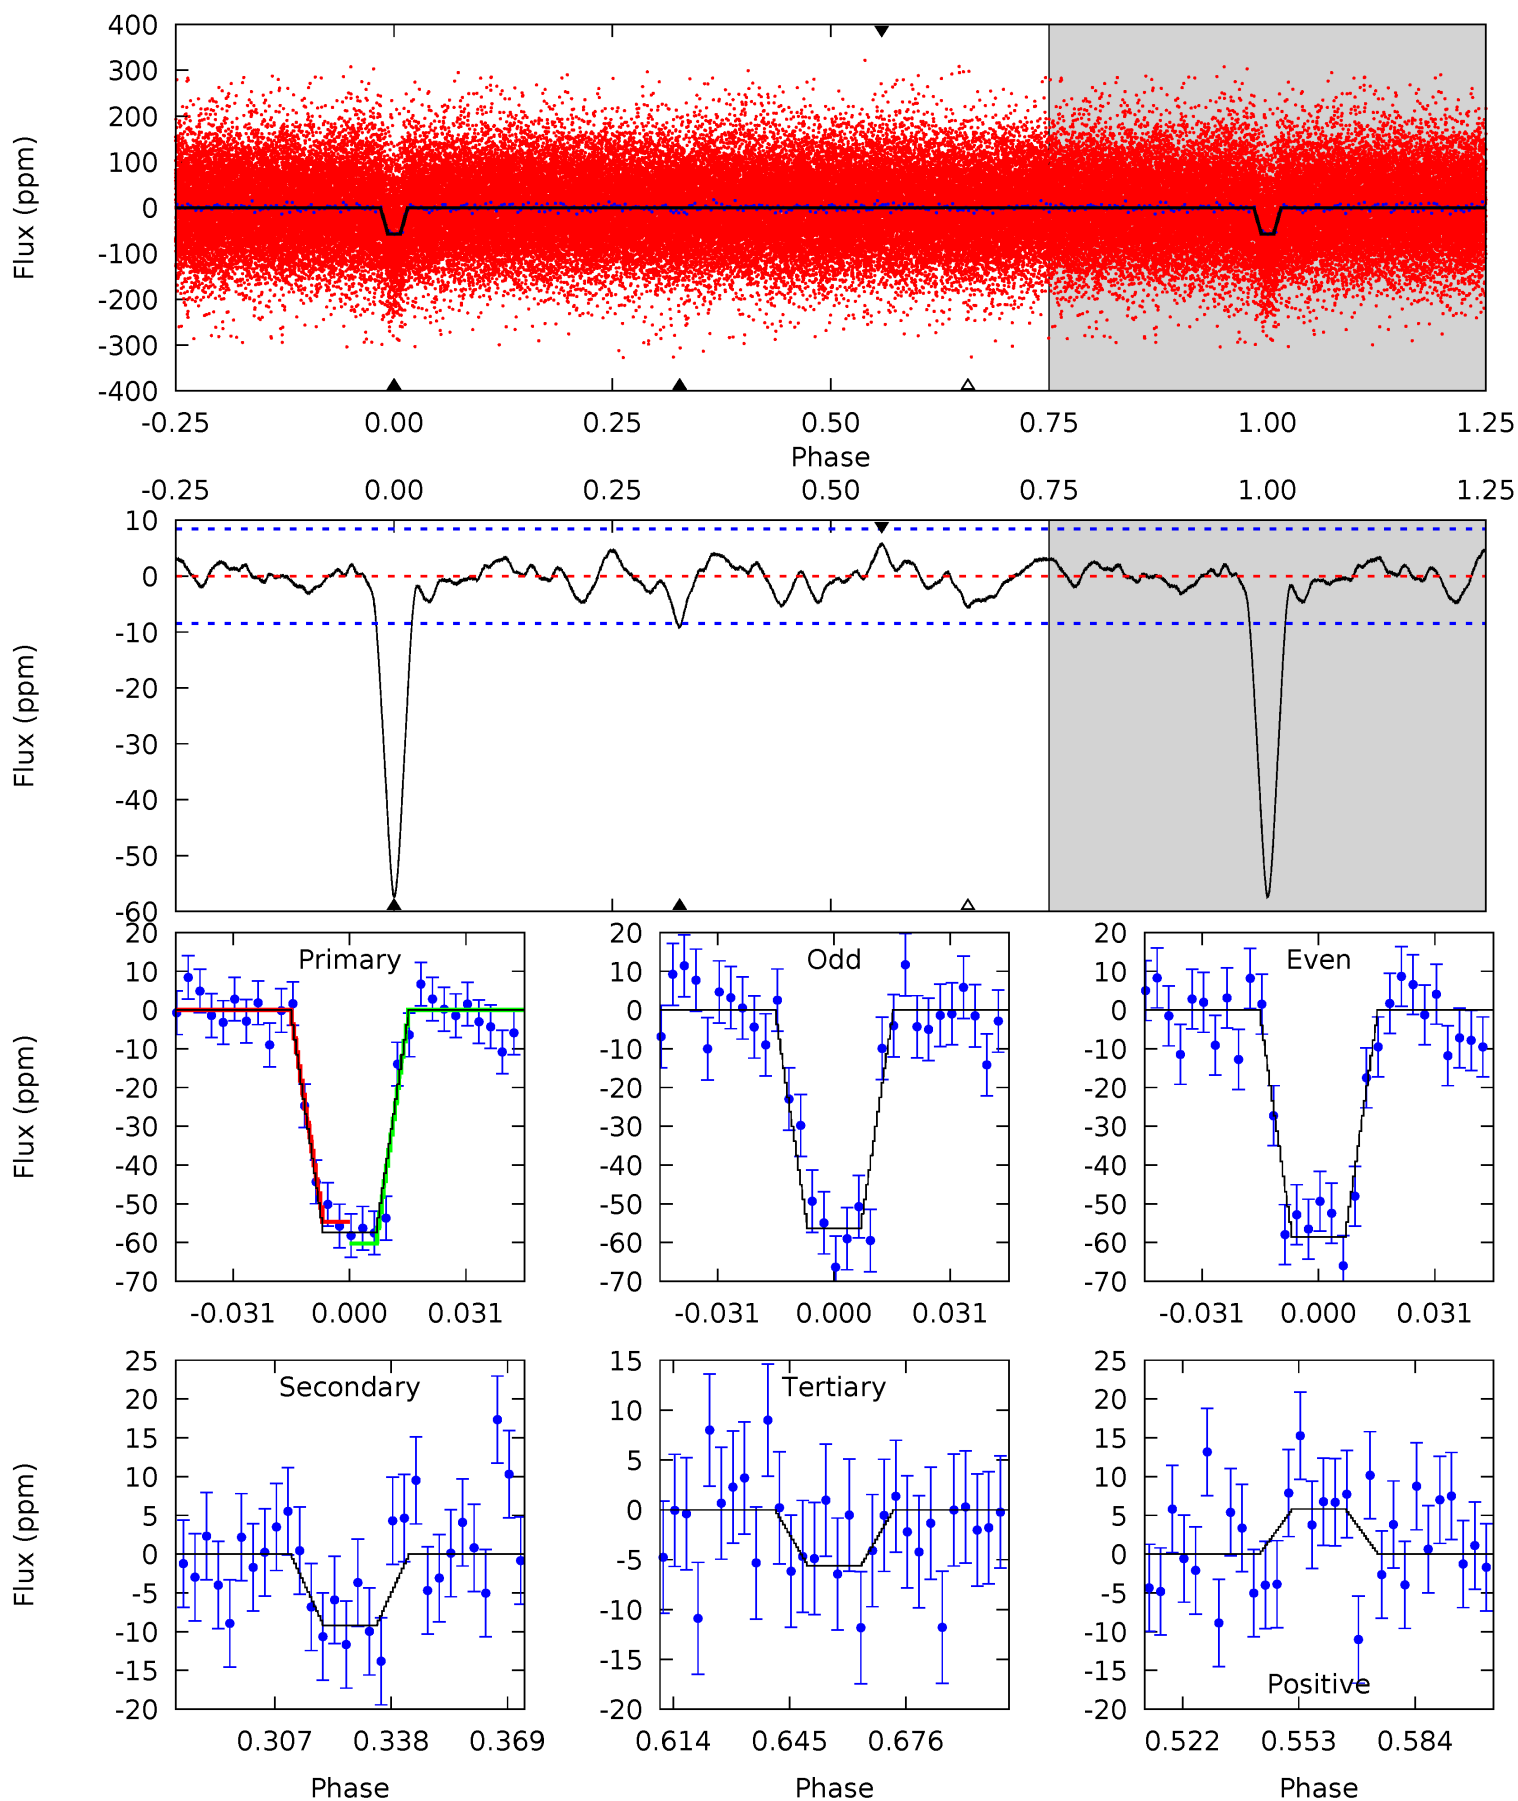 400
300
200
100
0
-100
-200
-300
-400
Flux (ppm)
-0.25 0.00 0.25 0.50 0.75 1.00 1.25
Phase
-0.25 0.00 0.25 0.50 0.75 1.00 1.25
10
0
-10
-20
-30
-40
-50
-60
Flux (ppm)
20 20 20
10 10 10
0 0 0
-10 -10 -10
-20 -20 -20
-30 -30 -30
-40 -40 -40
-50 -50 -50
-60 -60 -60
-70 -70 -70
Flux (ppm)
Primary Odd Even
-0.031 0.000 0.031 -0.031 0.000 0.031 -0.031 0.000 0.031
25 15 25
20 10 20
15 5 15
10 0 10
5 -5 5
0 -10 0
-5 -15 -5
-10 -20 -10
-15 -15
-20 -20
Flux (ppm)
Secondary Tertiary Positive
0.307 0.338 0.369 0.614 0.645 0.676 0.522 0.553 0.584
Phase Phase Phase